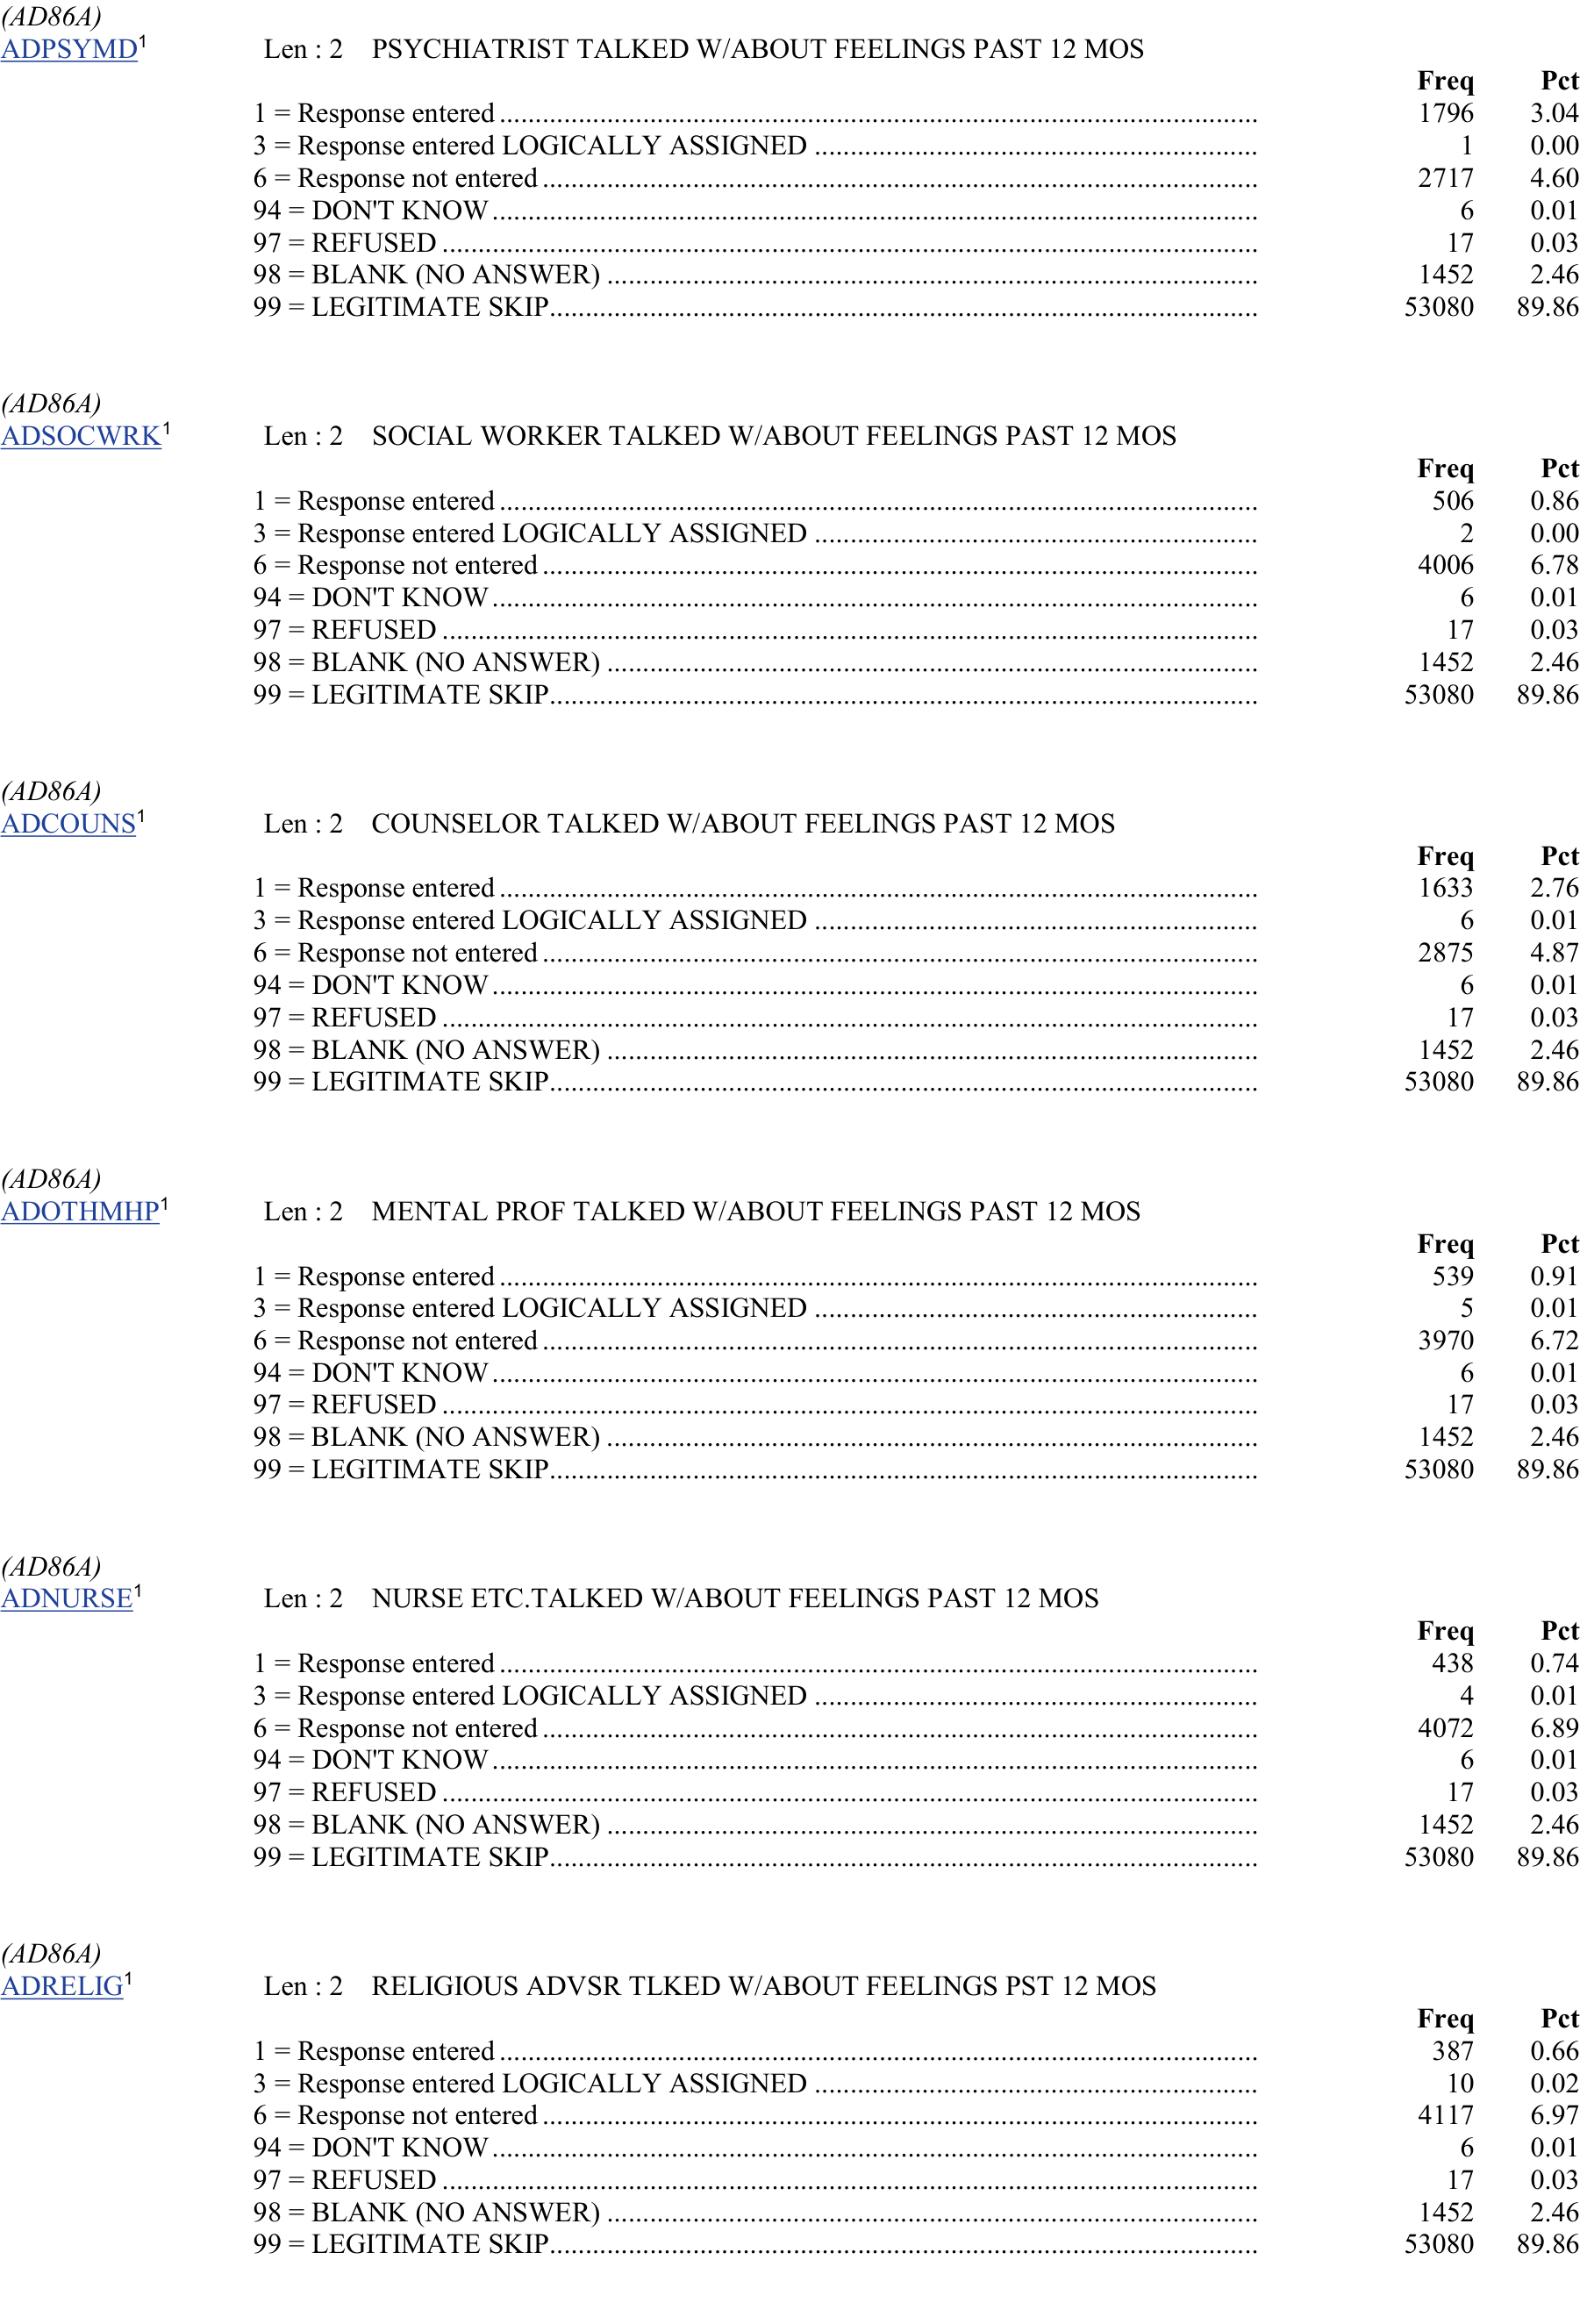 (AD86A)
ADPSYMD1 Len : 2 PSYCHIATRIST TALKED W/ABOUT FEELINGS PAST 12 MOS
Freq Pct
1 = Response entered 1796 3.04
3 = Response entered LOGICALLY ASSIGNED 1 0.00
6 = Response not entered 2717 4.60
94 = DON'T KNOW 6 0.01
97 = REFUSED 17 0.03
98 = BLANK (NO ANSWER) 1452 2.46
99 = LEGITIMATE SKIP 53080 89.86
(AD86A)
ADSOCWRK1 Len : 2 SOCIAL WORKER TALKED W/ABOUT FEELINGS PAST 12 MOS
Freq Pct
1 = Response entered 506 0.86
3 = Response entered LOGICALLY ASSIGNED 2 0.00
6 = Response not entered 4006 6.78
94 = DON'T KNOW 6 0.01
97 = REFUSED 17 0.03
98 = BLANK (NO ANSWER) 1452 2.46
99 = LEGITIMATE SKIP 53080 89.86
(AD86A)
ADCOUNS1 Len : 2 COUNSELOR TALKED W/ABOUT FEELINGS PAST 12 MOS
Freq Pct
1 = Response entered 1633 2.76
3 = Response entered LOGICALLY ASSIGNED 6 0.01
6 = Response not entered 2875 4.87
94 = DON'T KNOW 6 0.01
97 = REFUSED 17 0.03
98 = BLANK (NO ANSWER) 1452 2.46
99 = LEGITIMATE SKIP 53080 89.86
(AD86A)
ADOTHMHP1 Len : 2 MENTAL PROF TALKED W/ABOUT FEELINGS PAST 12 MOS
Freq Pct
1 = Response entered 539 0.91
3 = Response entered LOGICALLY ASSIGNED 5 0.01
6 = Response not entered 3970 6.72
94 = DON'T KNOW 6 0.01
97 = REFUSED 17 0.03
98 = BLANK (NO ANSWER) 1452 2.46
99 = LEGITIMATE SKIP 53080 89.86
(AD86A)
ADNURSE1 Len : 2 NURSE ETC.TALKED W/ABOUT FEELINGS PAST 12 MOS
Freq Pct
1 = Response entered 438 0.74
3 = Response entered LOGICALLY ASSIGNED 4 0.01
6 = Response not entered 4072 6.89
94 = DON'T KNOW 6 0.01
97 = REFUSED 17 0.03
98 = BLANK (NO ANSWER) 1452 2.46
99 = LEGITIMATE SKIP 53080 89.86
(AD86A)
ADRELIG1 Len : 2 RELIGIOUS ADVSR TLKED W/ABOUT FEELINGS PST 12 MOS
Freq Pct
1 = Response entered 387 0.66
3 = Response entered LOGICALLY ASSIGNED 10 0.02
6 = Response not entered 4117 6.97
94 = DON'T KNOW 6 0.01
97 = REFUSED 17 0.03
98 = BLANK (NO ANSWER) 1452 2.46
99 = LEGITIMATE SKIP 53080 89.86